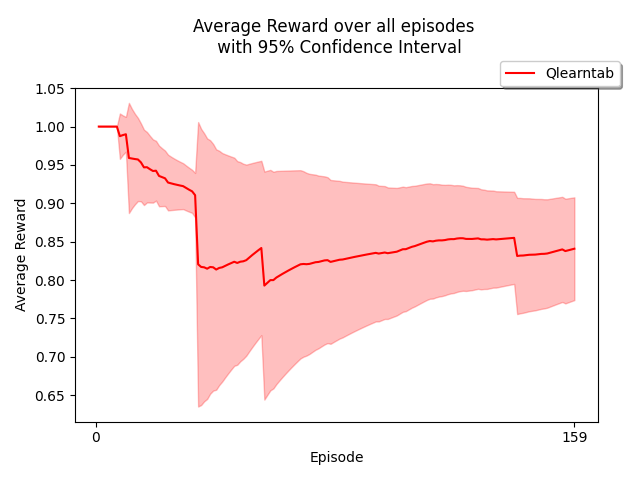 Average Reward over all episodes
with 95% Confidence Interval
Qlearntab
1.05
1.00
0.95
0.90
0.85
0.80
0.75
0.70
0.65
Average Reward
0 159
Episode